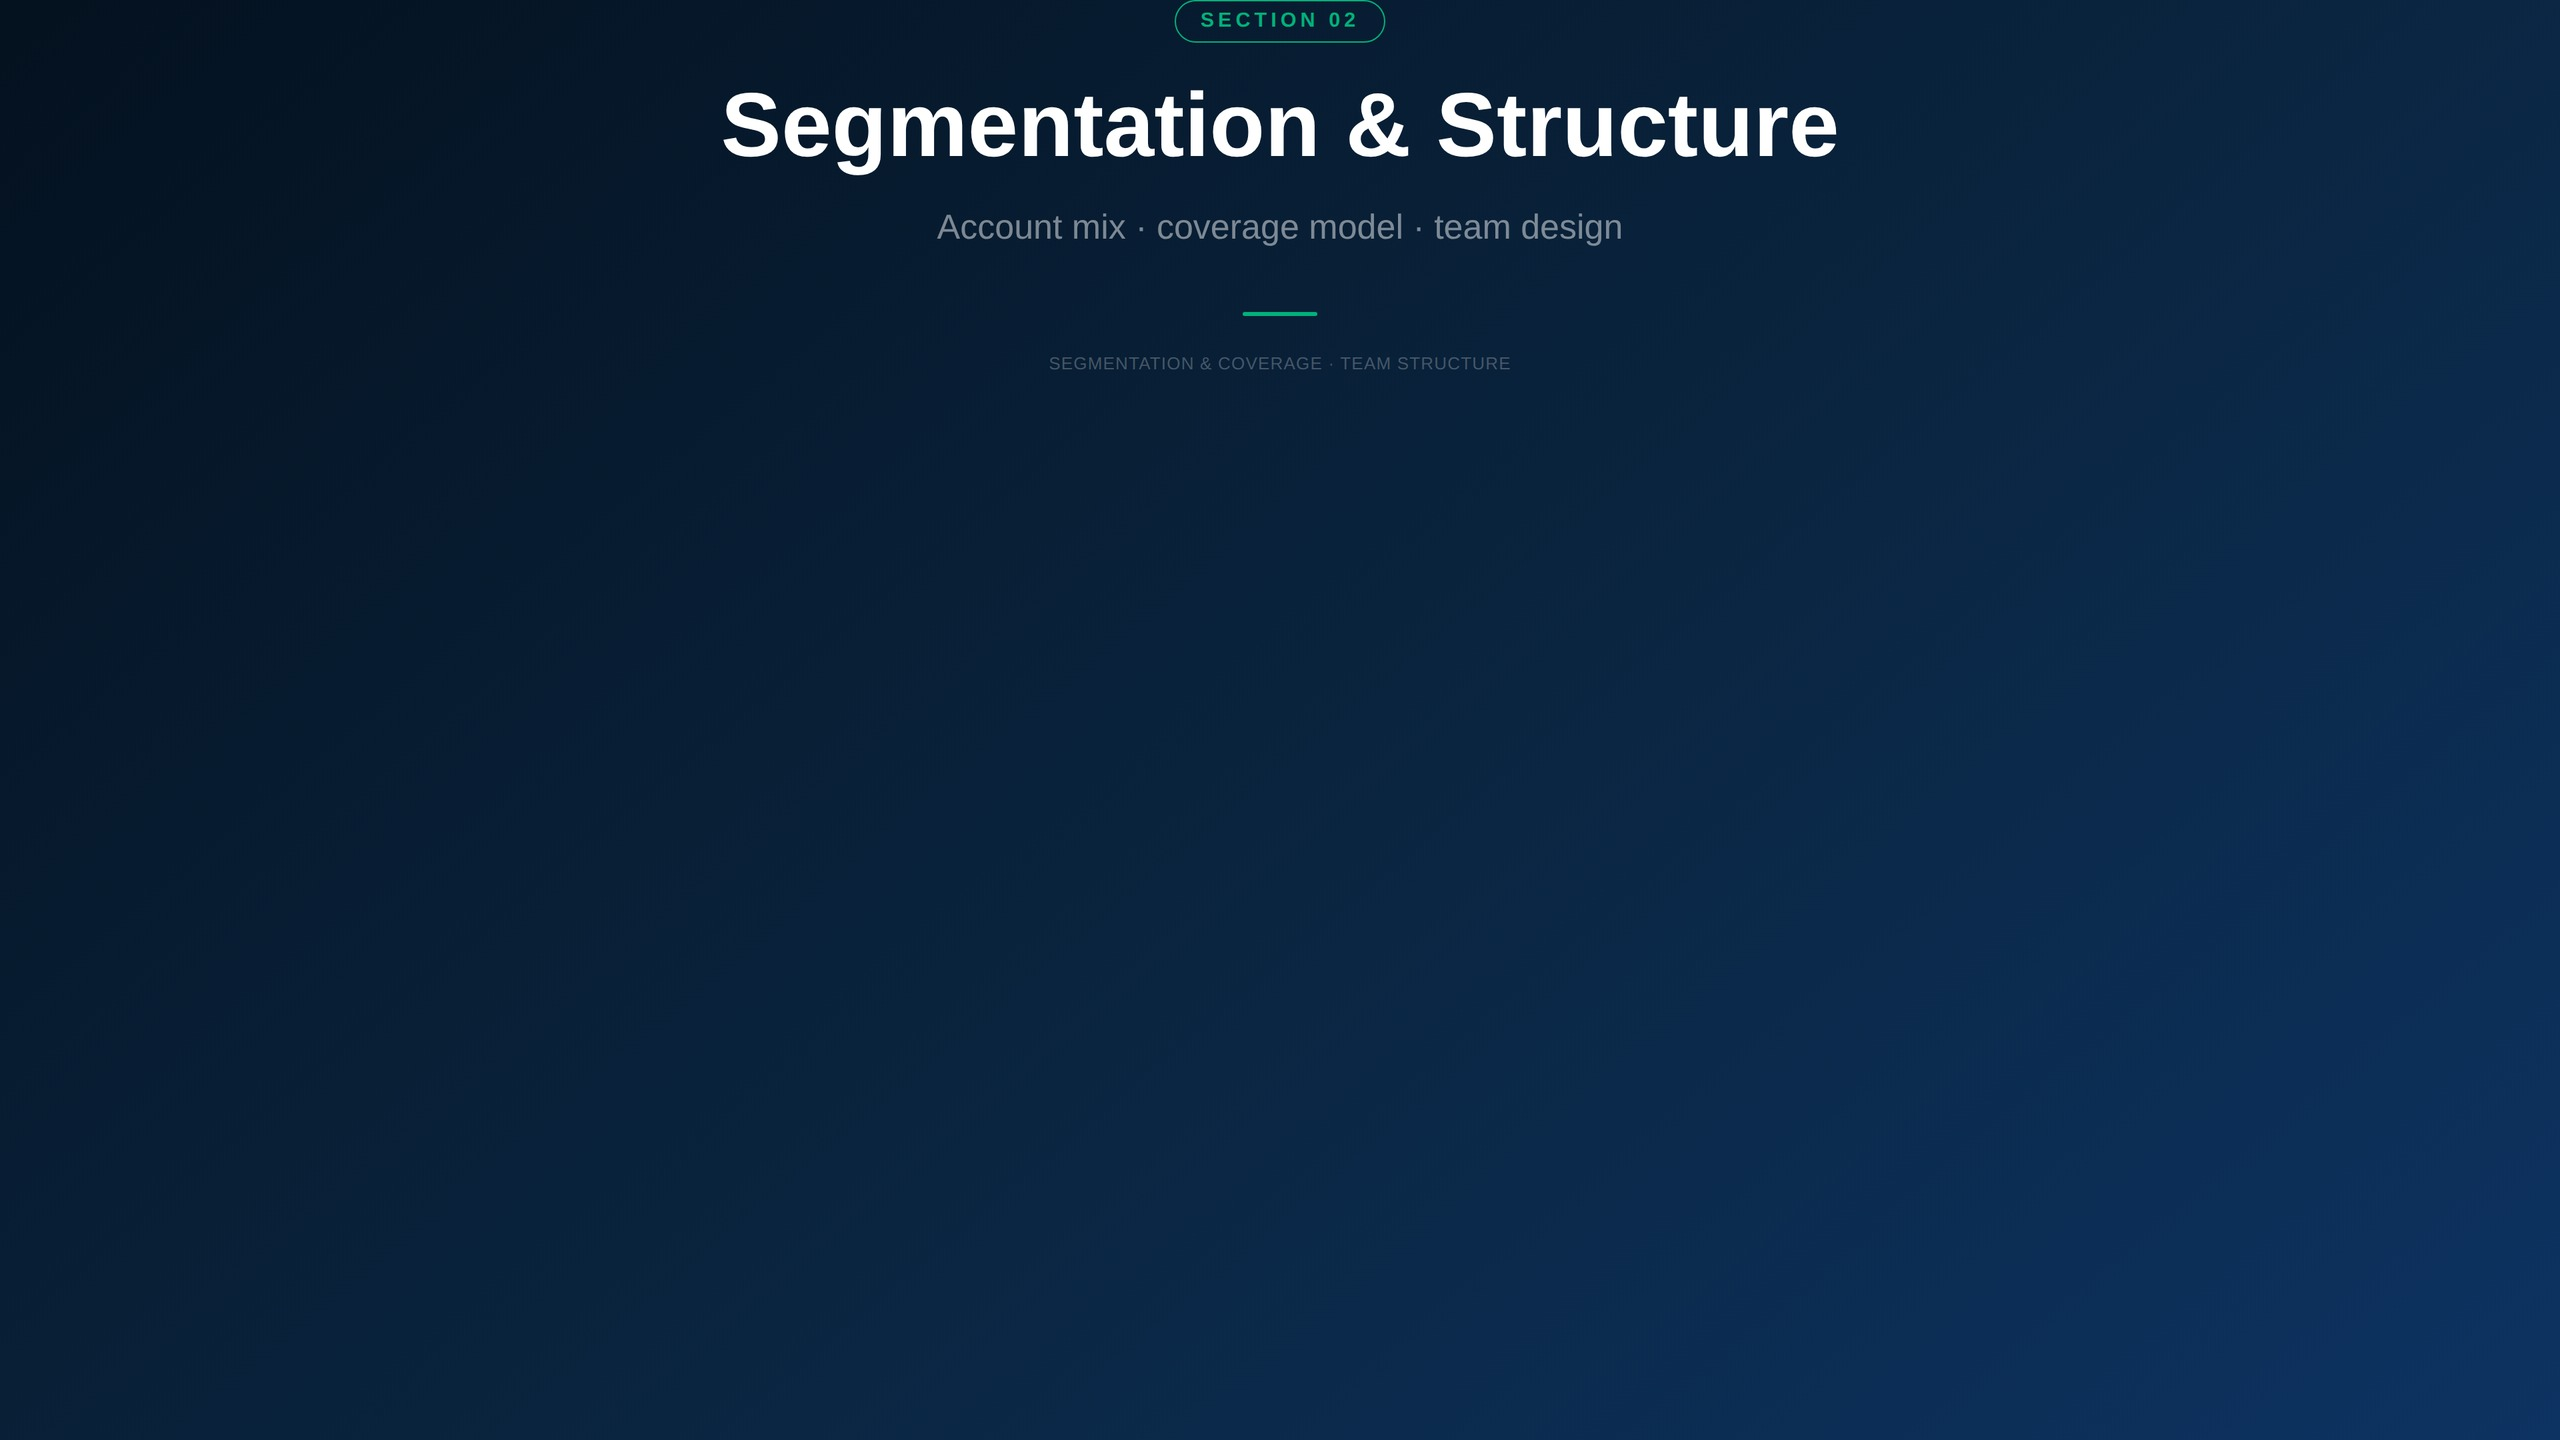 SECTION 02
Segmentation & Structure
Account mix · coverage model · team design
SEGMENTATION & COVERAGE · TEAM STRUCTURE